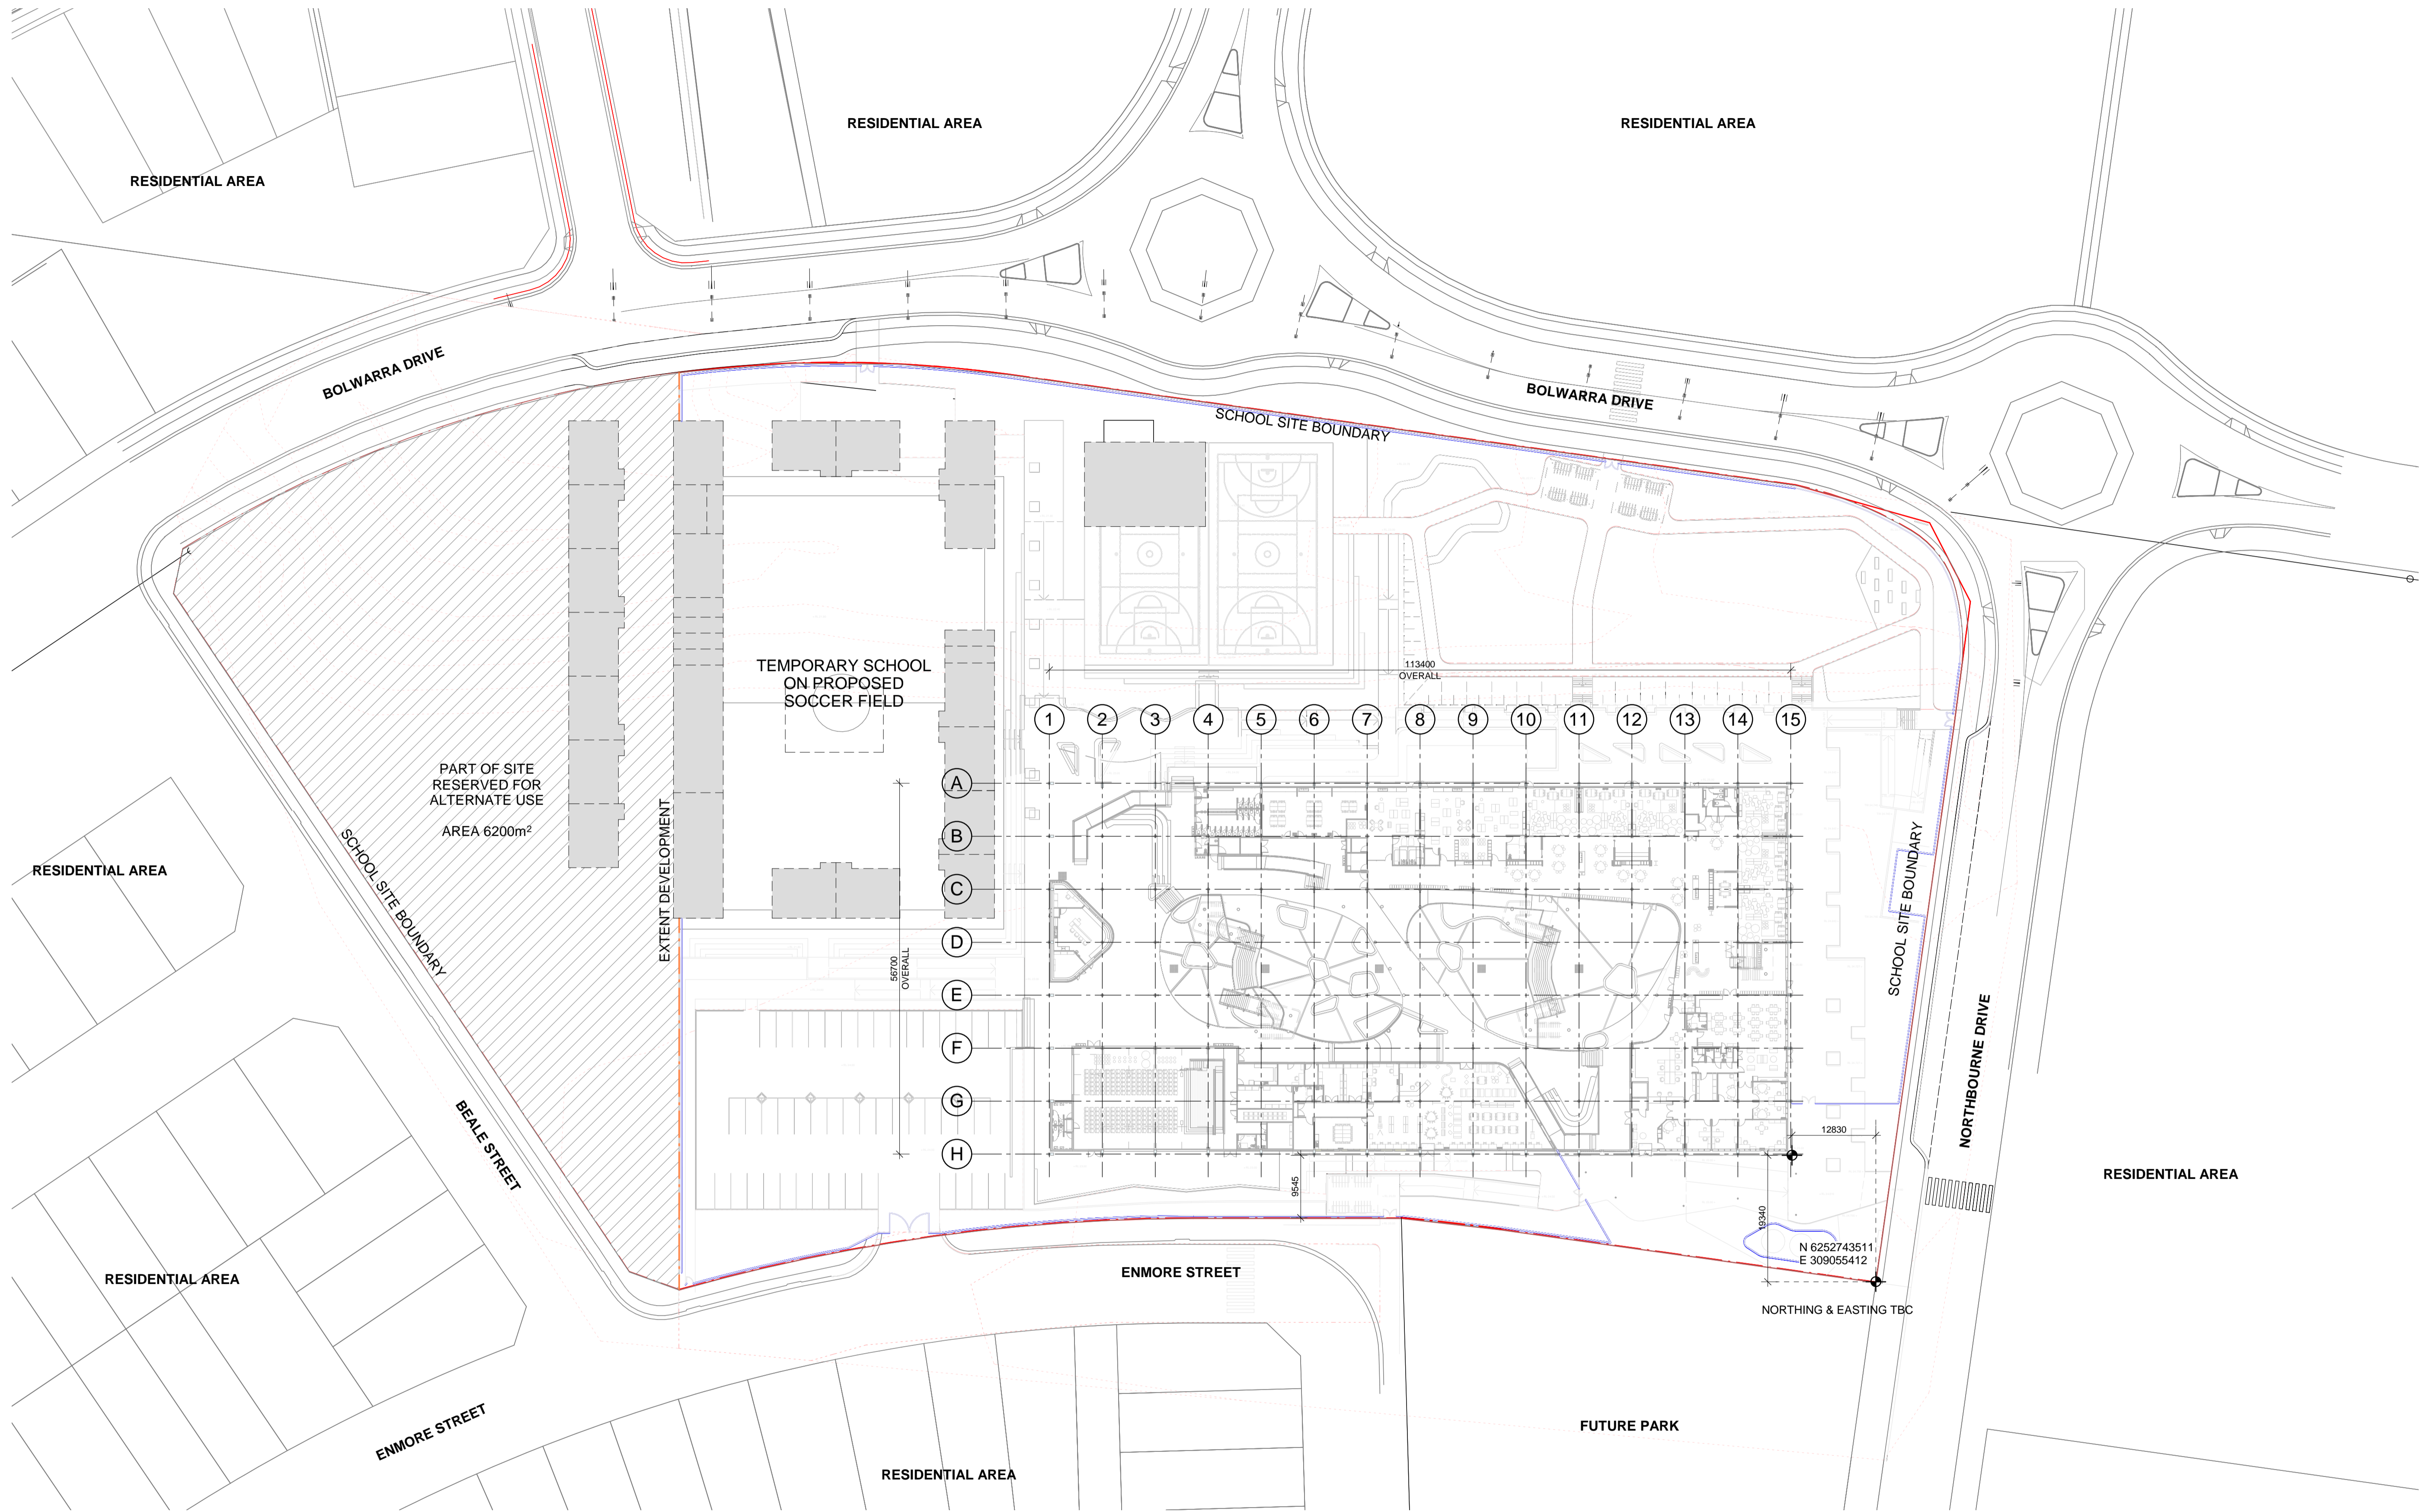 RESIDENTIAL AREA
RESIDENTIAL AREA
RESIDENTIAL AREA
BOLWARRA DRIVE
BOLWARRA DRIVE
SCHOOL SITE BOUNDARY
TEMPORARY SCHOOL
ON PROPOSED
SOCCER FIELD
113400
OVERALL
1 2 3 4 5 6 7 8 9 10 11 12 13 14 15
PART OF SITE
RESERVED FOR
ALTERNATE USE
AREA 6200m²
EXTENT DEVELOPMENT
SCHOOL SITE BOUNDARY
A
B
C
D
E
F
G
H
56700
OVERALL
SCHOOL SITE BOUNDARY
NORTHBOURNE DRIVE
RESIDENTIAL AREA
BEALE STREET
12830
9545
19340
RESIDENTIAL AREA
N 6252743511
E 309055412
NORTHING & EASTING TBC
RESIDENTIAL AREA
ENMORE STREET
ENMORE STREET
FUTURE PARK
RESIDENTIAL AREA